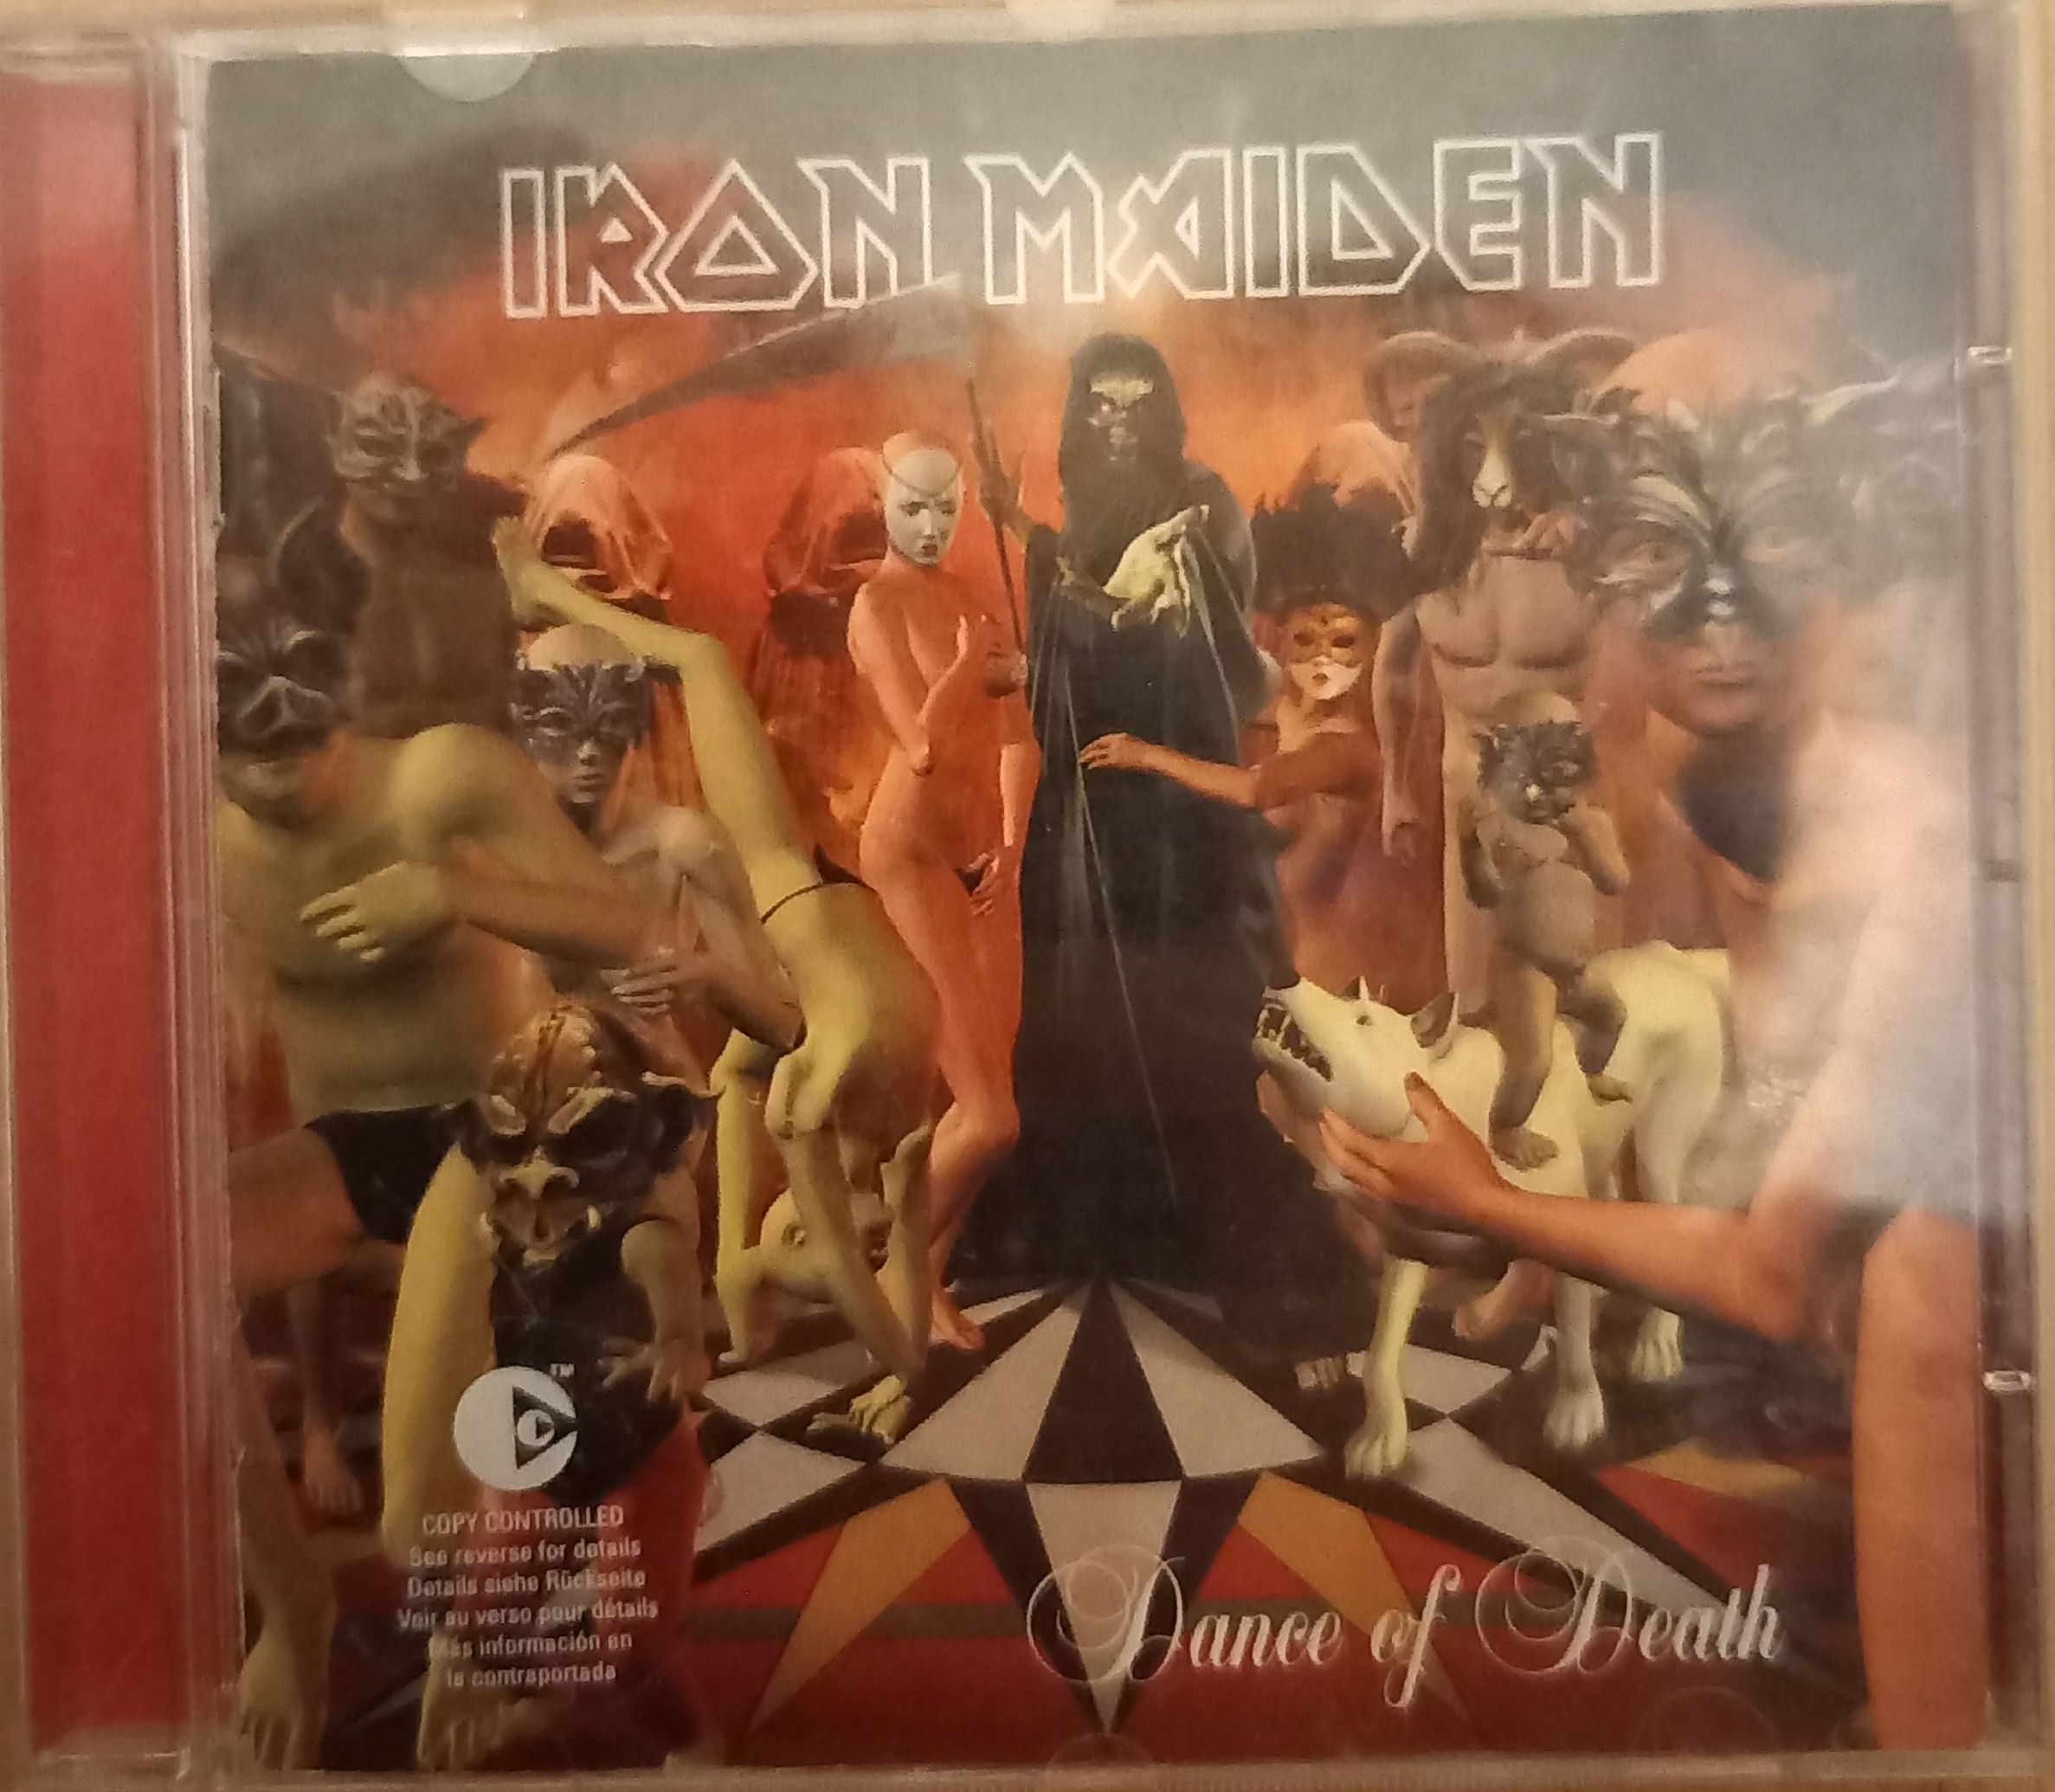 IRON MAIDEN
TM
C
COPY CONTROLLED
See reverse for details
Details siehe Rückseite
Voir au verso pour détails
Más información en
la contraportada
Dance of Death